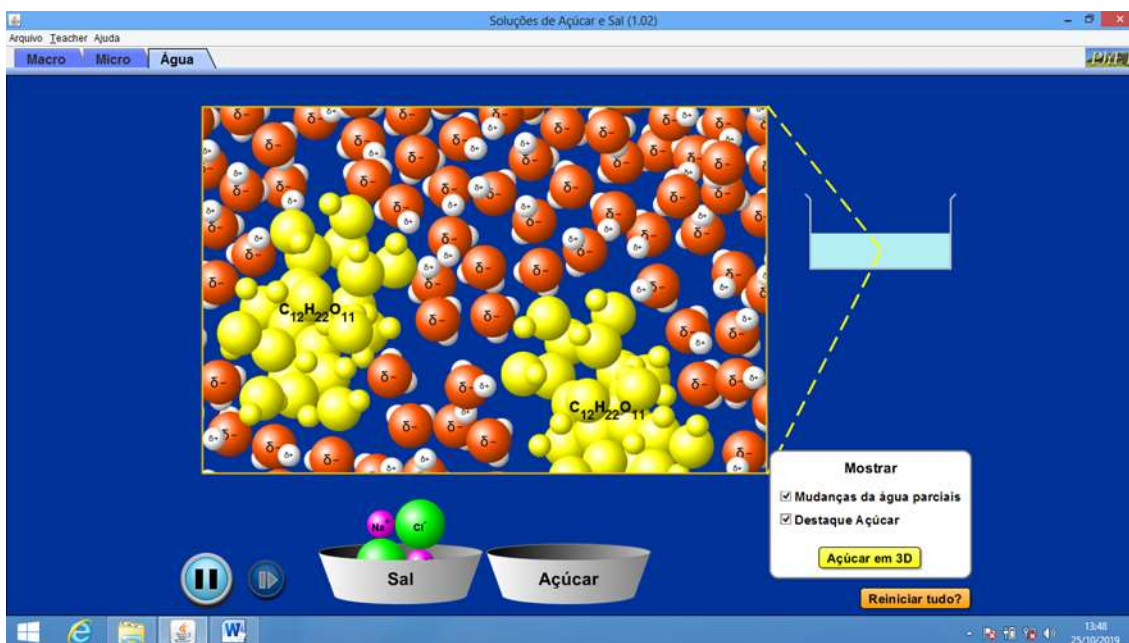 Soluções de Açúcar e Sal (1.02)
Arquivo Teacher Ajuda
Macro Micro Água
PhET
C12H22O11
C12H22O11
Mostrar
Mudanças da água parciais
Destaque Açúcar
Açúcar em 3D
Na+ Cl-
Sal Açúcar
Reiniciar tudo?
13:48
25/10/2019